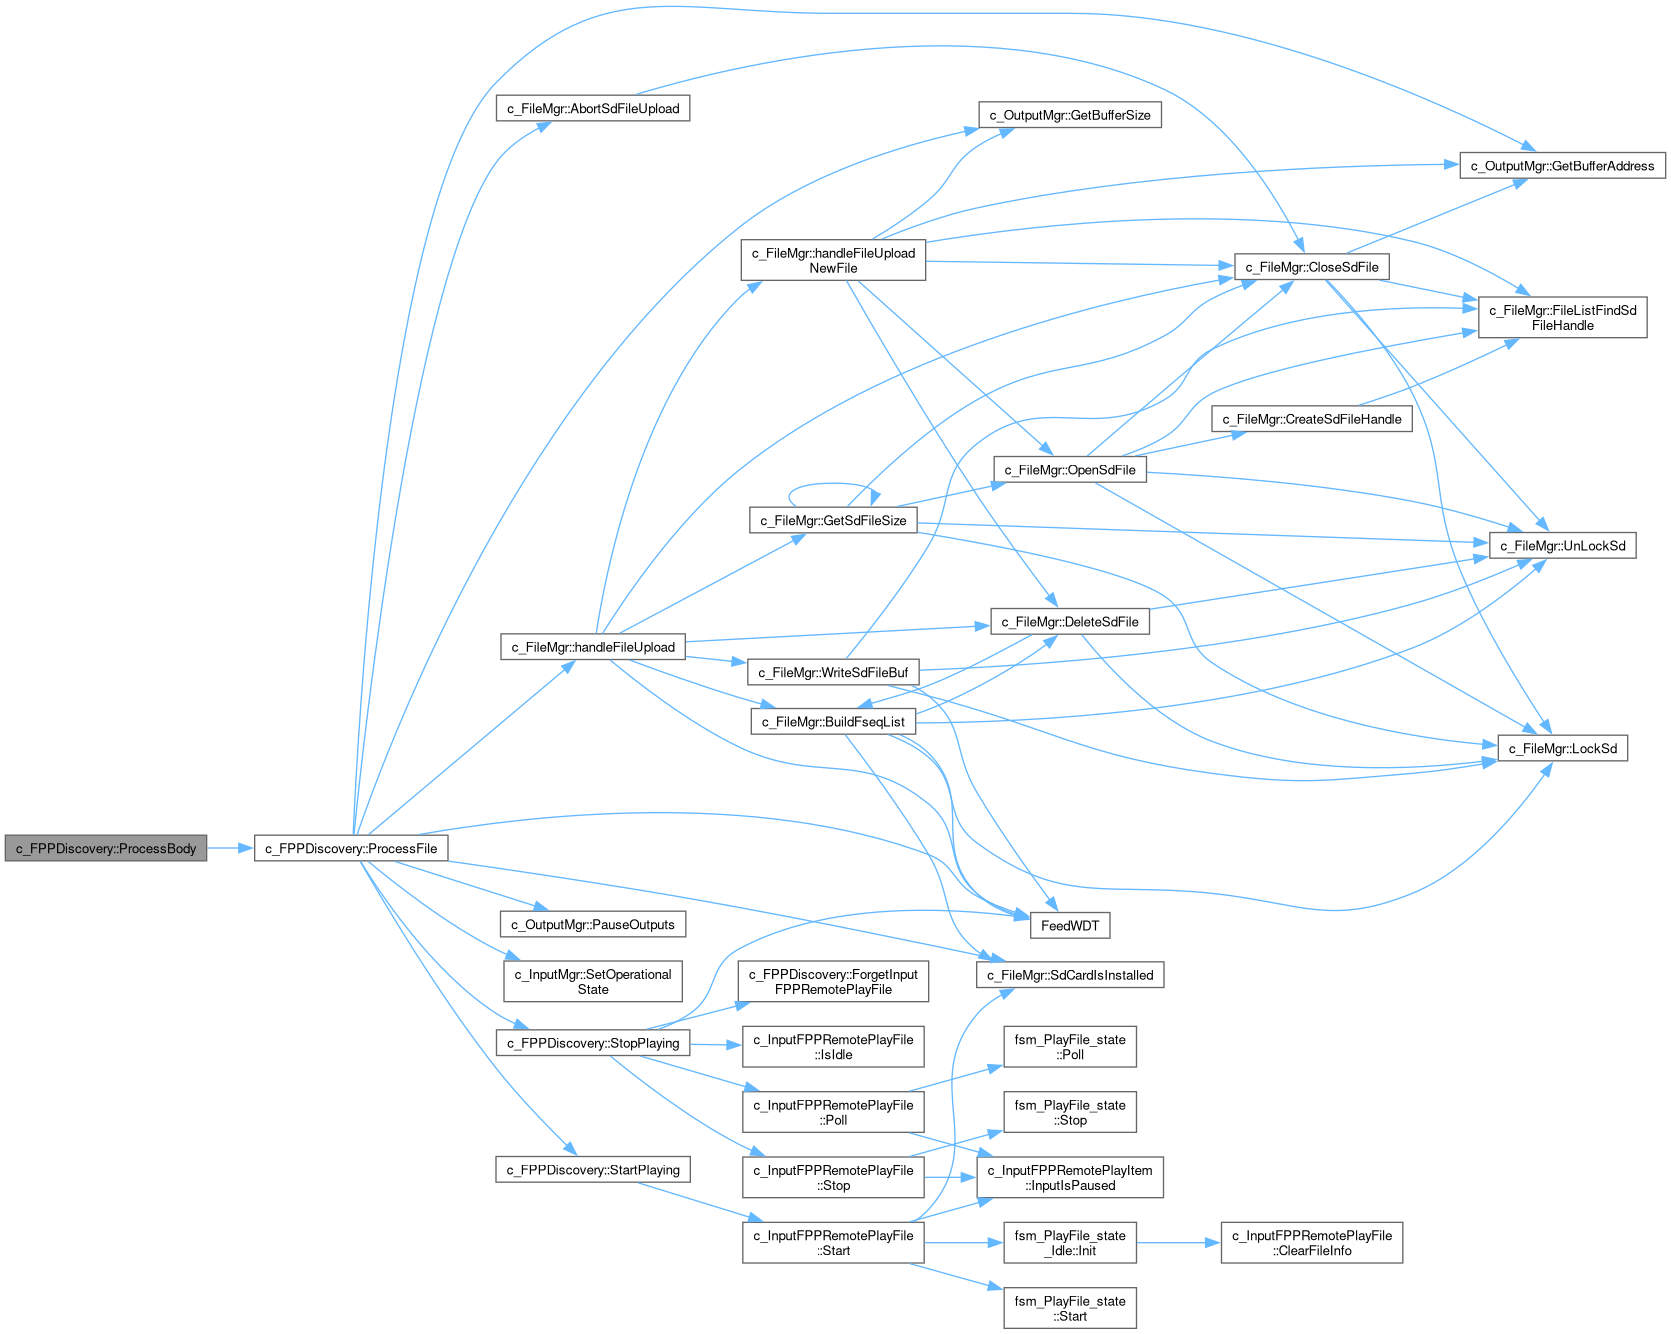 c_FileMgr::AbortSdFileUpload
c_OutputMgr::GetBufferSize
c_OutputMgr::GetBufferAddress
c_FileMgr::handleFileUpload
NewFile
c_FileMgr::CloseSdFile
c_FileMgr::FileListFindSd
FileHandle
c_FileMgr::CreateSdFileHandle
c_FileMgr::OpenSdFile
c_FileMgr::GetSdFileSize
c_FileMgr::UnLockSd
c_FileMgr::DeleteSdFile
c_FileMgr::handleFileUpload
c_FileMgr::WriteSdFileBuf
c_FileMgr::BuildFseqList
c_FileMgr::LockSd
c_FPPDiscovery::ProcessBody
c_FPPDiscovery::ProcessFile
c_OutputMgr::PauseOutputs
FeedWDT
c_InputMgr::SetOperational
State
c_FPPDiscovery::ForgetInput
FPPRemotePlayFile
c_FileMgr::SdCardIsInstalled
c_FPPDiscovery::StopPlaying
c_InputFPPRemotePlayFile
::IsIdle
fsm_PlayFile_state
::Poll
c_InputFPPRemotePlayFile
::Poll
fsm_PlayFile_state
::Stop
c_FPPDiscovery::StartPlaying
c_InputFPPRemotePlayFile
::Stop
c_InputFPPRemotePlayItem
::InputIsPaused
c_InputFPPRemotePlayFile
::Start
fsm_PlayFile_state
_Idle::Init
c_InputFPPRemotePlayFile
::ClearFileInfo
fsm_PlayFile_state
::Start